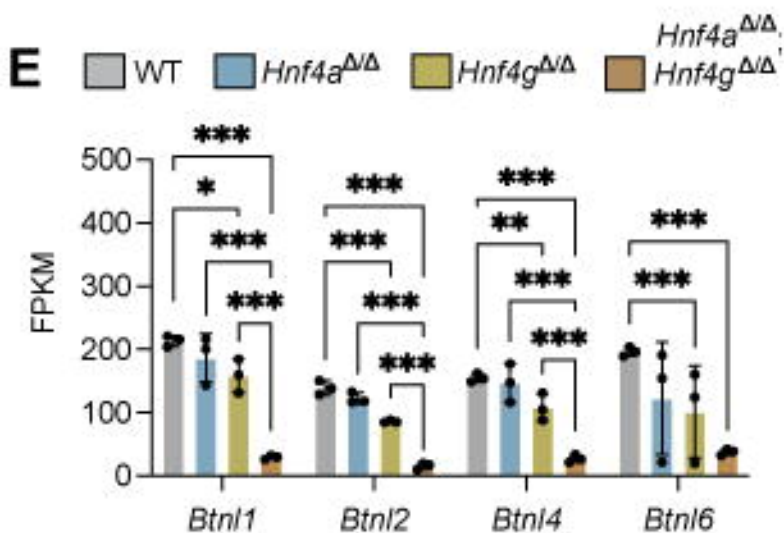 E
WT
Hnf4aΔ/Δ
Hnf4gΔ/Δ
Hnf4aΔ/Δ;
Hnf4gΔ/Δ
FPKM
500
400
300
200
100
0
***
*
***
***
***
***
***
***
***
**
***
***
***
***
Btnl1
Btnl2
Btnl4
Btnl6